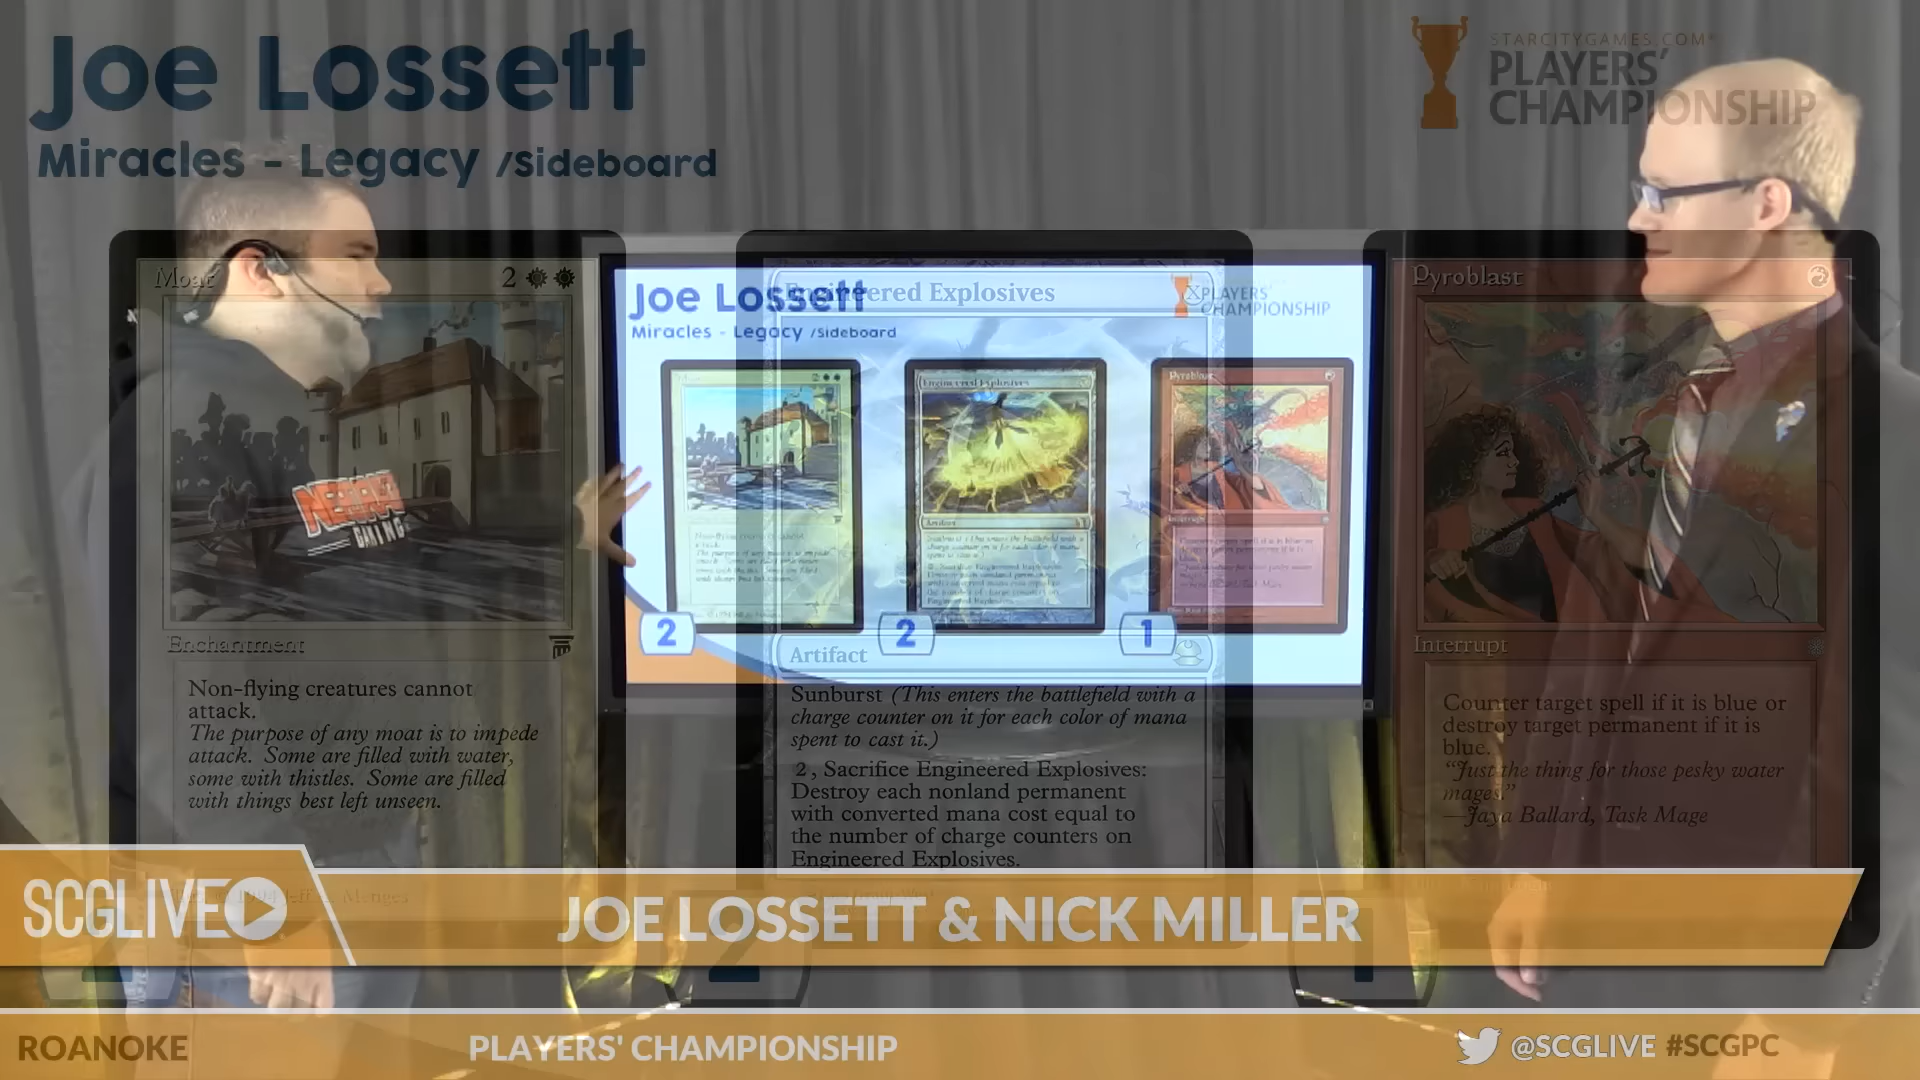 Joe Lossett
Miracles - Legacy /Sideboard
STARCITYGAMES.COM®
PLAYERS'
CHAMPIONSHIP
Moat 2
NEBRASKA
GAMING
Enchantment
Non-flying creatures cannot
attack.
The purpose of any moat is to impede
attack. Some are filled with water,
some with thistles. Some are filled
with things best left unseen.
Joe Lossett
Miracles - Legacy /Sideboard
PLAYERS'
CHAMPIONSHIP
Engineered Explosives
Pyroblast
2
2
1
Engineered Explosives X
Artifact
Sunburst (This enters the battlefield with a
charge counter on it for each color of mana
spent to cast it.)
2, Sacrifice Engineered Explosives:
Destroy each nonland permanent
with converted mana cost equal to
the number of charge counters on
Engineered Explosives.
Pyroblast
Interrupt
Counter target spell if it is blue or
destroy target permanent if it is
blue.
"Just the thing for those pesky water
mages."
—Jaya Ballard, Task Mage
SCGLIVE
JOE LOSSETT & NICK MILLER
ROANOKE
PLAYERS' CHAMPIONSHIP
@SCGLIVE #SCGPC